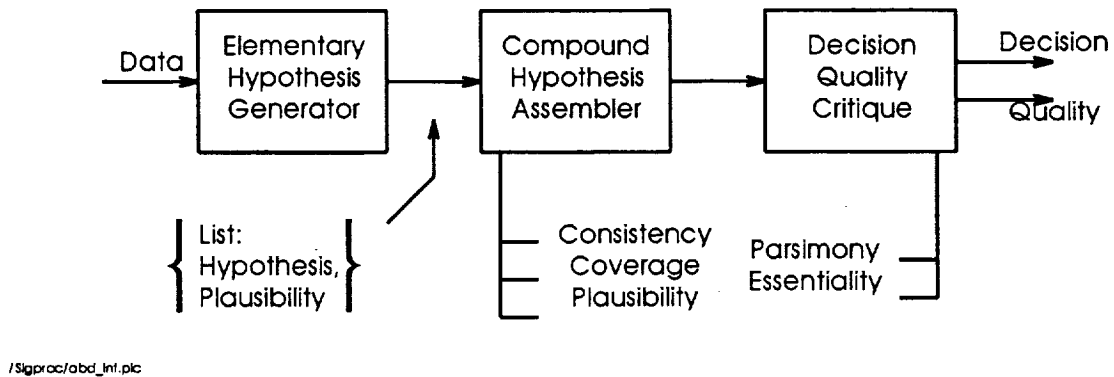 Data
Elementary
Hypothesis
Generator
Compound
Hypothesis
Assembler
Decision
Quality
Critique
Decision
Quality
List:
Hypothesis,
Plausibility
Consistency
Coverage
Plausibility
Parsimony
Essentiality
/Sigproc/abd_int.pic